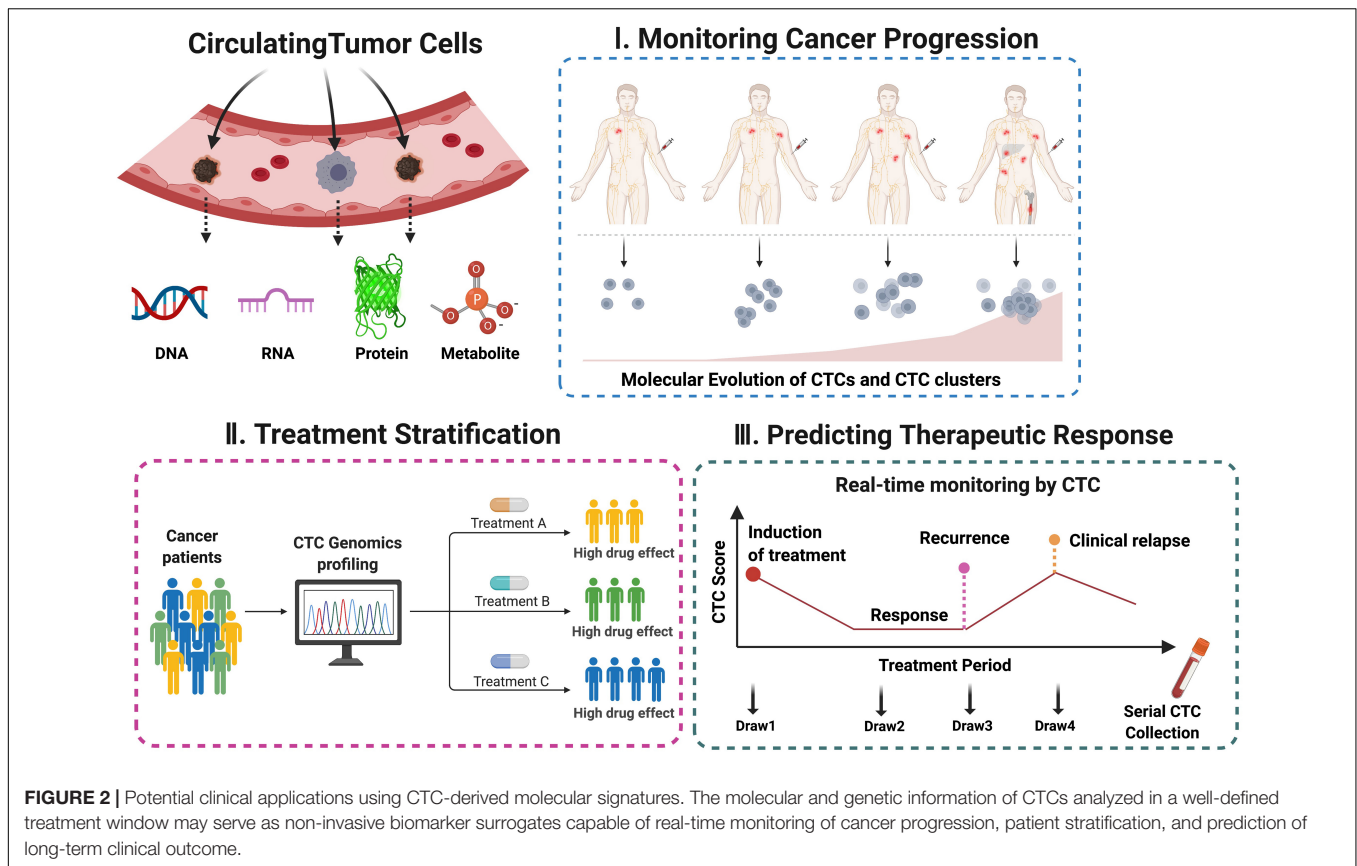 CirculatingTumor Cells
DNA
RNA
Protein
Metabolite
O
P
O
O
O
-
-
Ⅰ. Monitoring Cancer Progression
Molecular Evolution of CTCs and CTC clusters
Ⅱ. Treatment Stratification
Cancer
patients
CTC Genomics
profiling
Treatment A
High drug effect
Treatment B
High drug effect
Treatment C
High drug effect
Ⅲ. Predicting Therapeutic Response
Real-time monitoring by CTC
CTC Score
Induction
of treatment
Response
Recurrence
Clinical relapse
Treatment Period
Draw1
Draw2
Draw3
Draw4
Serial CTC
Collection
FIGURE 2 | Potential clinical applications using CTC-derived molecular signatures. The molecular and genetic information of CTCs analyzed in a well-defined
treatment window may serve as non-invasive biomarker surrogates capable of real-time monitoring of cancer progression, patient stratification, and prediction of
long-term clinical outcome.